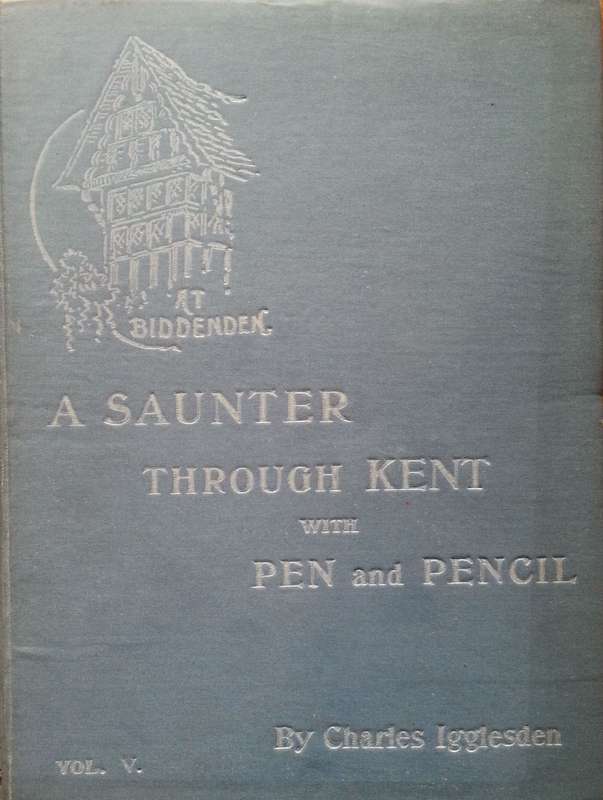 AT
BIDDENDEN.
A SAUNTER
THROUGH KENT
WITH
PEN and PENCIL
By Charles Igglesden
VOL. V.